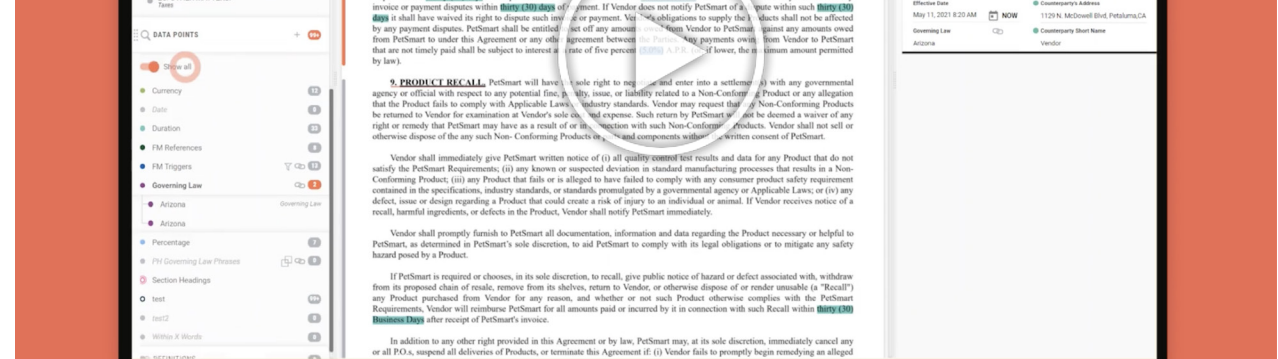 Taxes
DATA POINTS
99+
Show all
Currency 12
Date 0
Duration 23
FM References 0
FM Triggers 12
Governing Law 2
Arizona Governing Law
Arizona
Percentage 7
PH Governing Law Phrases 0
Section Headings
test 99+
test2 0
Within X Words 0
DEFINITIONS
invoice or payment disputes within thirty (30) days of payment. If Vendor does not notify PetSmart of a dispute within such thirty (30)
days it shall have waived its right to dispute such invoice or payment. Vendor's obligations to supply the Products shall not be affected
by any payment disputes. PetSmart shall be entitled set off any amounts owed from Vendor to PetSmart against any amounts owed
from PetSmart to under this Agreement or any other agreement between the Parties. Any payments owing from Vendor to PetSmart
that are not timely paid shall be subject to interest at a rate of five percent A.P.R. (or if lower, the maximum amount permitted
by law).
9. PRODUCT RECALL. PetSmart will have the sole right to negotiate and enter into a settlement(s) with any governmental
agency or official with respect to any potential fine, penalty, issue, or liability related to a Non-Conforming Product or any allegation
that the Product fails to comply with Applicable Laws or industry standards. Vendor may request that any Non-Conforming Products
be returned to Vendor for examination at Vendor's sole cost and expense. Such return by PetSmart will not be deemed a waiver of any
right or remedy that PetSmart may have as a result of or in connection with such Non-Conforming Products. Vendor shall not sell or
otherwise dispose of the any such Non- Conforming Products or parts and components without the written consent of PetSmart.
Vendor shall immediately give PetSmart written notice of (i) all quality control test results and data for any Product that do not
satisfy the PetSmart Requirements; (ii) any known or suspected deviation in standard manufacturing processes that results in a Non-
Conforming Product; (iii) any Product that fails or is alleged to have failed to comply with any consumer product safety requirement
contained in the specifications, industry standards, or standards promulgated by a governmental agency or Applicable Laws; or (iv) any
defect, issue or design regarding a Product that could create a risk of injury to an individual or animal. If Vendor receives notice of a
recall, harmful ingredients, or defects in the Product, Vendor shall notify PetSmart immediately.
Vendor shall promptly furnish to PetSmart all documentation, information and data regarding the Product necessary or helpful to
PetSmart, as determined in PetSmart's sole discretion, to aid PetSmart to comply with its legal obligations or to mitigate any safety
hazard posed by a Product.
If PetSmart is required or chooses, in its sole discretion, to recall, give public notice of hazard or defect associated with, withdraw
from its proposed chain of resale, remove from its shelves, return to Vendor, or otherwise dispose of or render unusable (a "Recall")
any Product purchased from Vendor for any reason, and whether or not such Product otherwise complies with the PetSmart
Requirements, Vendor will reimburse PetSmart for all amounts paid or incurred by it in connection with such Recall within thirty (30)
Business Days after receipt of PetSmart's invoice.
In addition to any other right provided in this Agreement or by law, PetSmart may, at its sole discretion, immediately cancel any
or all P.O.s, suspend all deliveries of Products, or terminate this Agreement if: (i) Vendor fails to promptly begin remedying an alleged
Effective Date
May 11, 2021 8:20 AM NOW
Counterparty's Address
1129 N. McDowell Blvd, Petaluma,CA
Governing Law
Arizona
Counterparty Short Name
Vendor